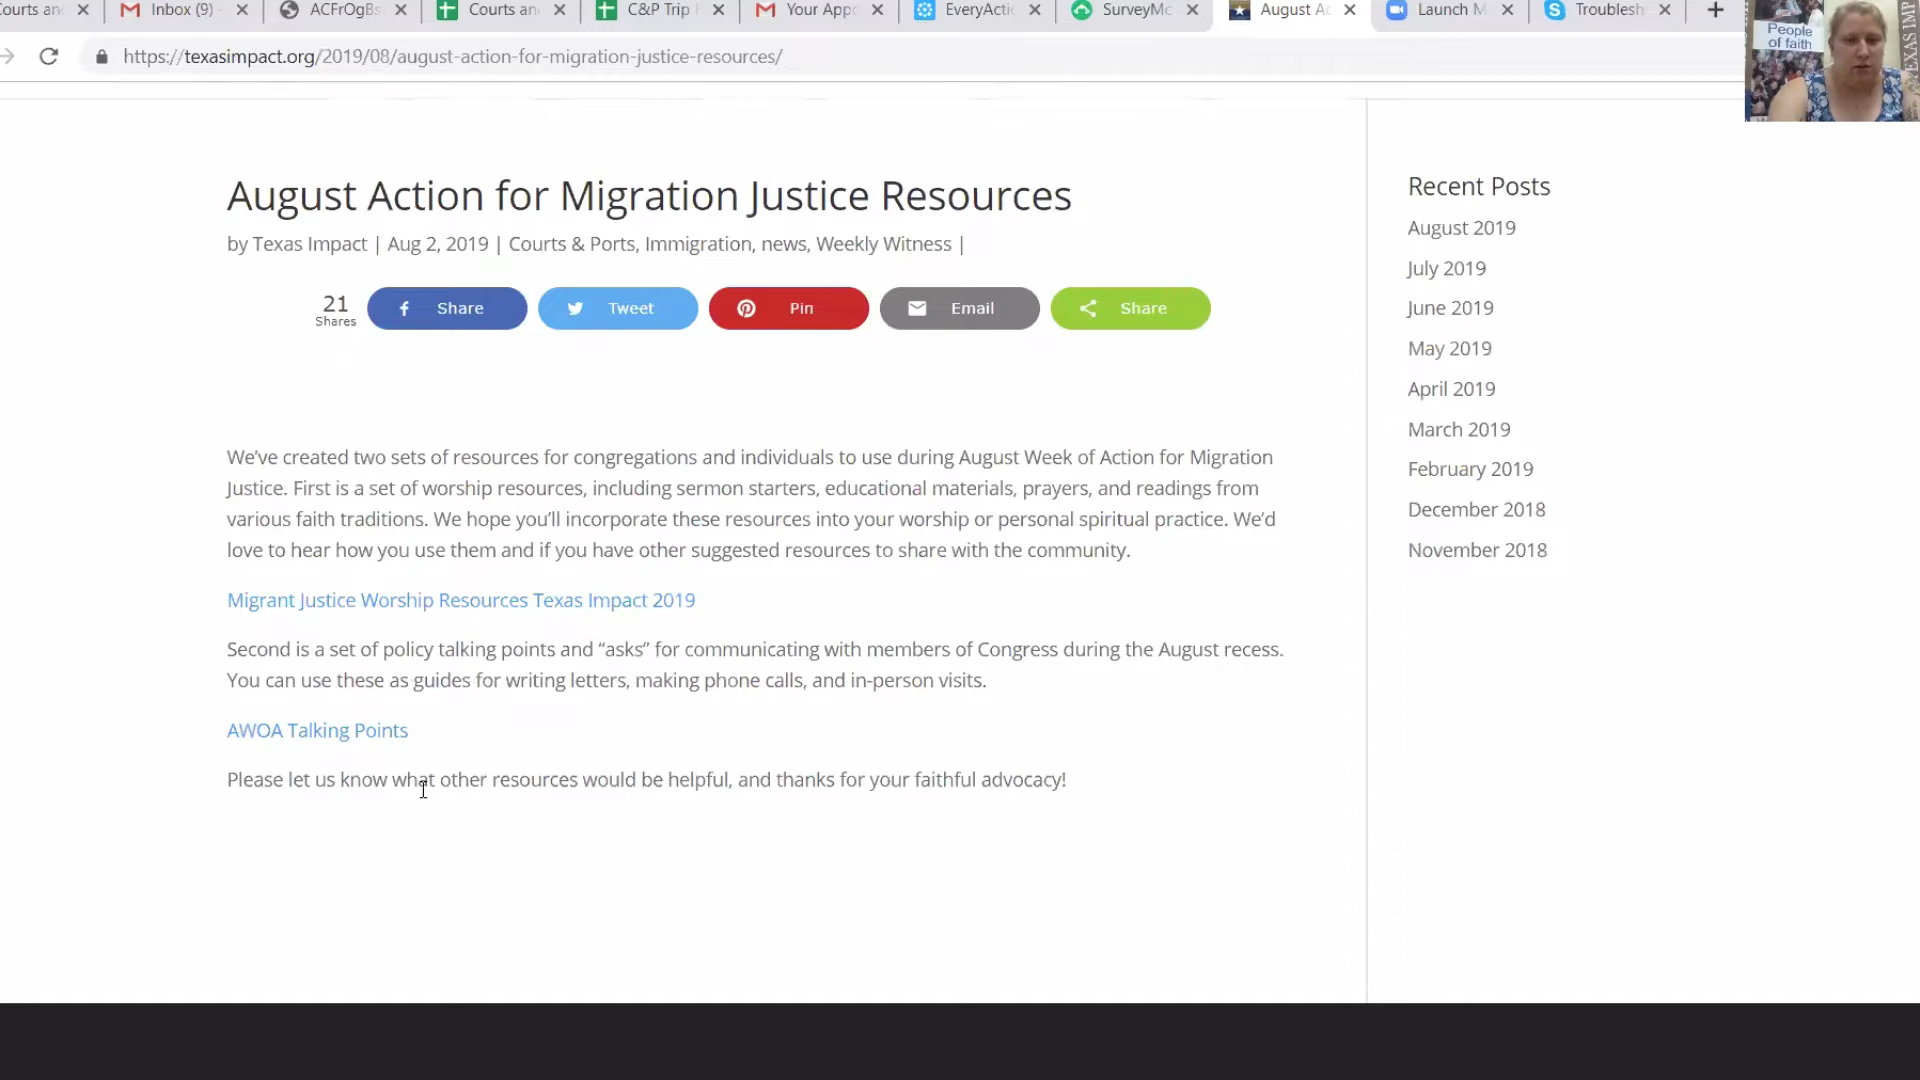 Courts an
Inbox (9)
ACFrOgBs
Courts an
C&P Trip
Your Appo
EveryActi
SurveyMo
August Ac
Launch M
Troublesh
https://texasimpact.org/2019/08/august-action-for-migration-justice-resources/
People
of faith
TEXAS IMP
August Action for Migration Justice Resources
by Texas Impact | Aug 2, 2019 | Courts & Ports, Immigration, news, Weekly Witness |
21
Shares
Share
Tweet
Pin
Email
Share
We've created two sets of resources for congregations and individuals to use during August Week of Action for Migration
Justice. First is a set of worship resources, including sermon starters, educational materials, prayers, and readings from
various faith traditions. We hope you'll incorporate these resources into your worship or personal spiritual practice. We'd
love to hear how you use them and if you have other suggested resources to share with the community.
Migrant Justice Worship Resources Texas Impact 2019
Second is a set of policy talking points and “asks” for communicating with members of Congress during the August recess.
You can use these as guides for writing letters, making phone calls, and in-person visits.
AWOA Talking Points
Please let us know what other resources would be helpful, and thanks for your faithful advocacy!
Recent Posts
August 2019
July 2019
June 2019
May 2019
April 2019
March 2019
February 2019
December 2018
November 2018